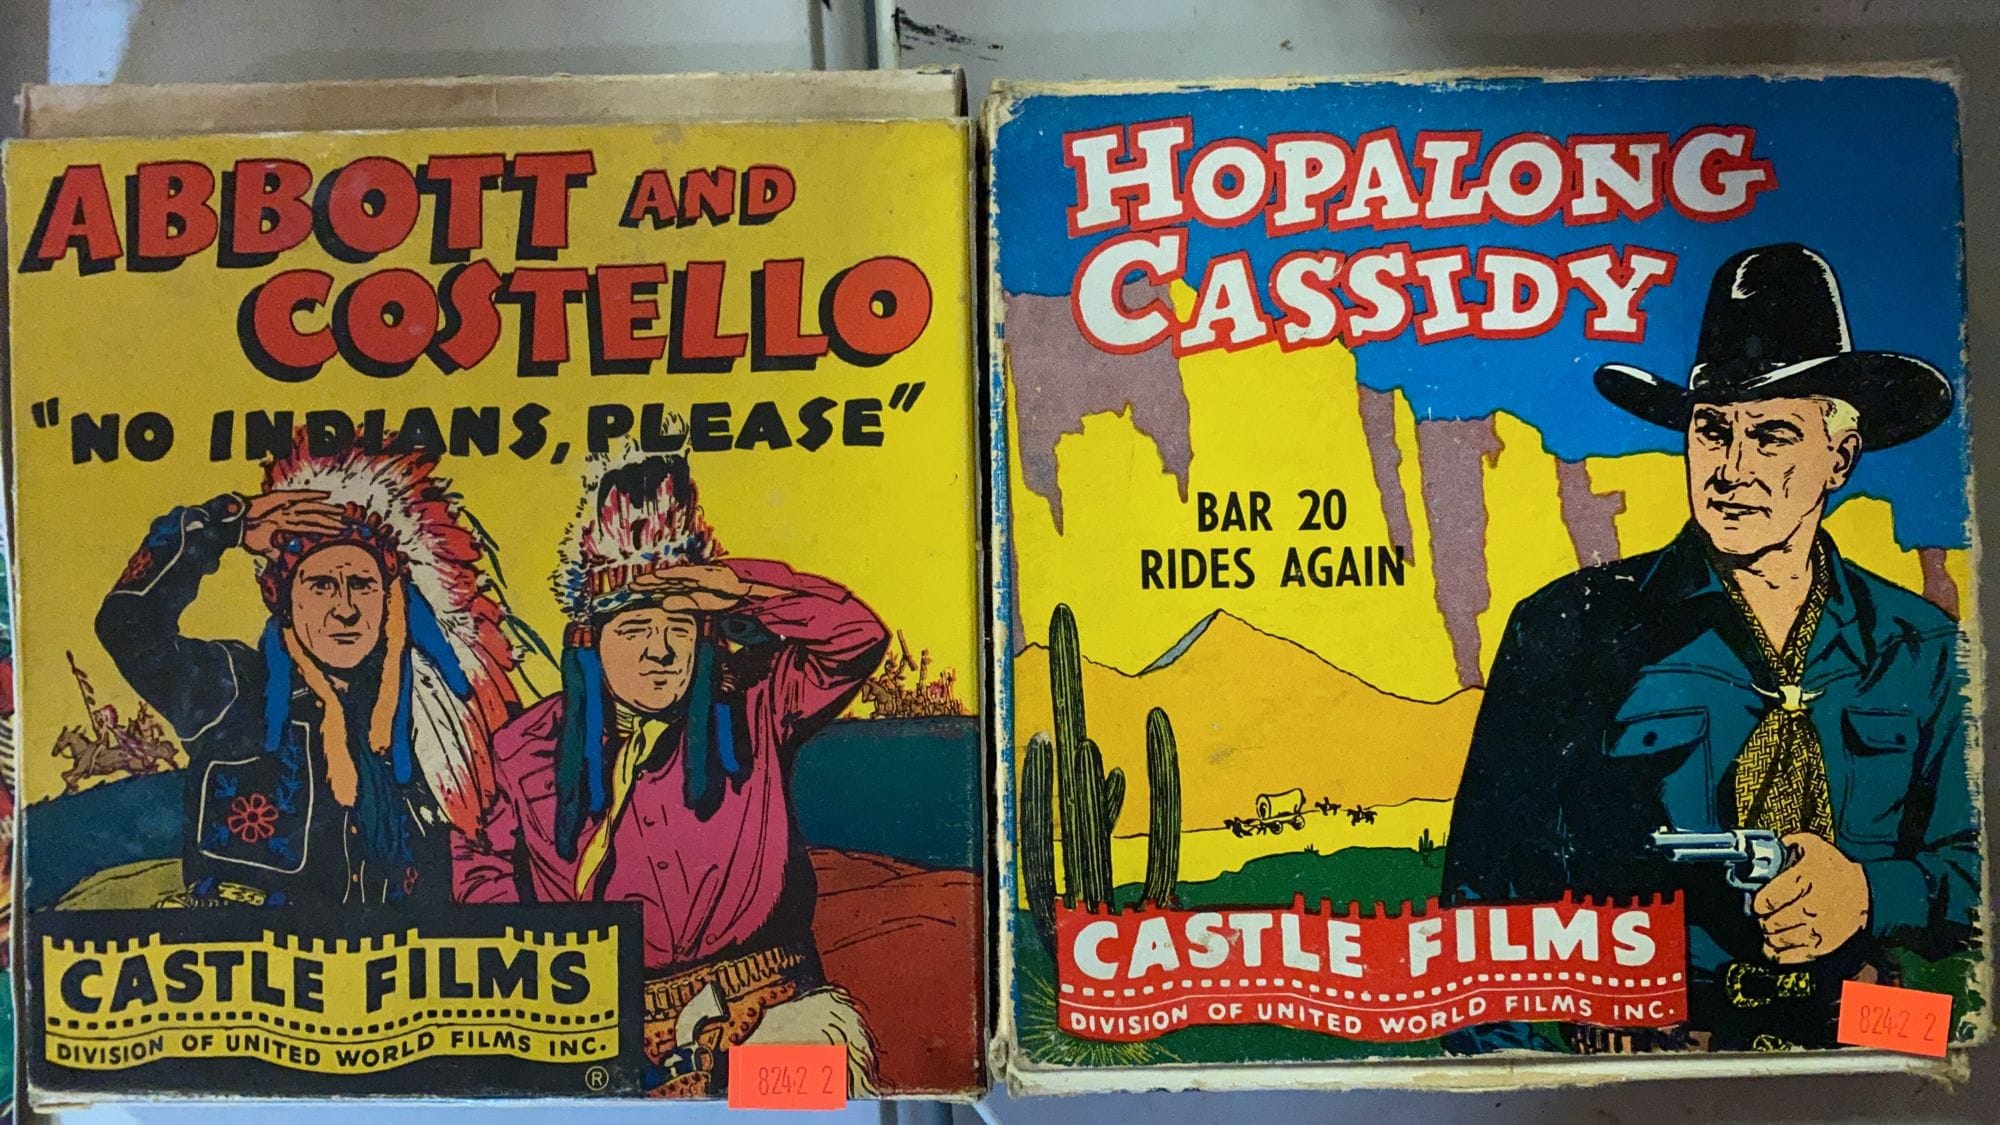 ABBOTT AND
COSTELLO
"NO INDIANS, PLEASE"
CASTLE FILMS
DIVISION OF UNITED WORLD FILMS INC.
®
824·2 2
HOPALONG
CASSIDY
BAR 20
RIDES AGAIN
CASTLE FILMS
DIVISION OF UNITED WORLD FILMS INC.
824·2 2